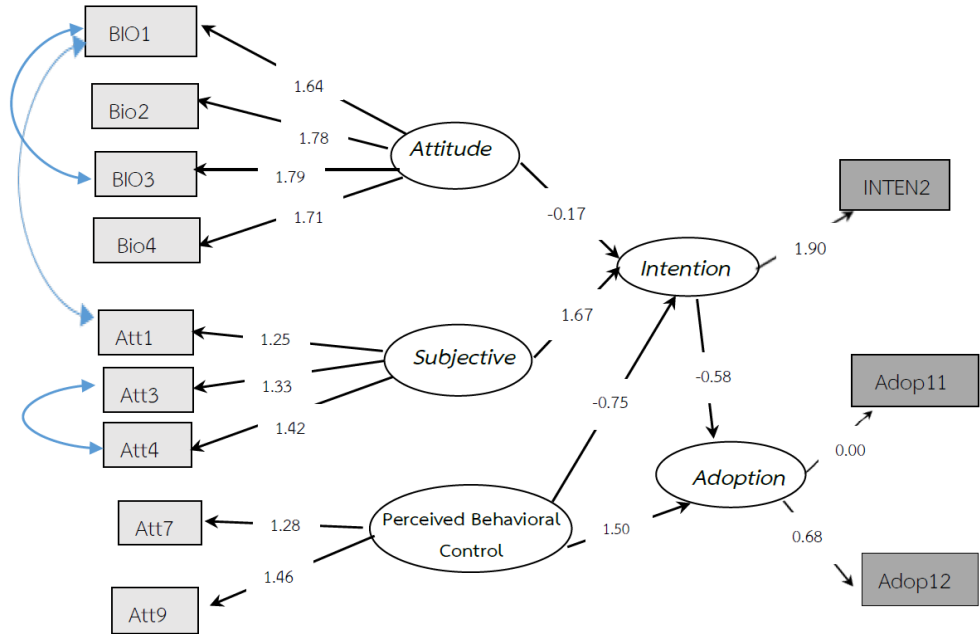 BIO1
1.64
Bio2
1.78
Attitude
BIO3
1.79
INTEN2
1.71
-0.17
Bio4
1.90
Intention
1.67
Att1
1.25
Subjective
1.33
Att3
-0.58
Adop11
-0.75
1.42
Att4
0.00
Adoption
Att7
1.28
Perceived Behavioral
Control
1.50
0.68
1.46
Adop12
Att9